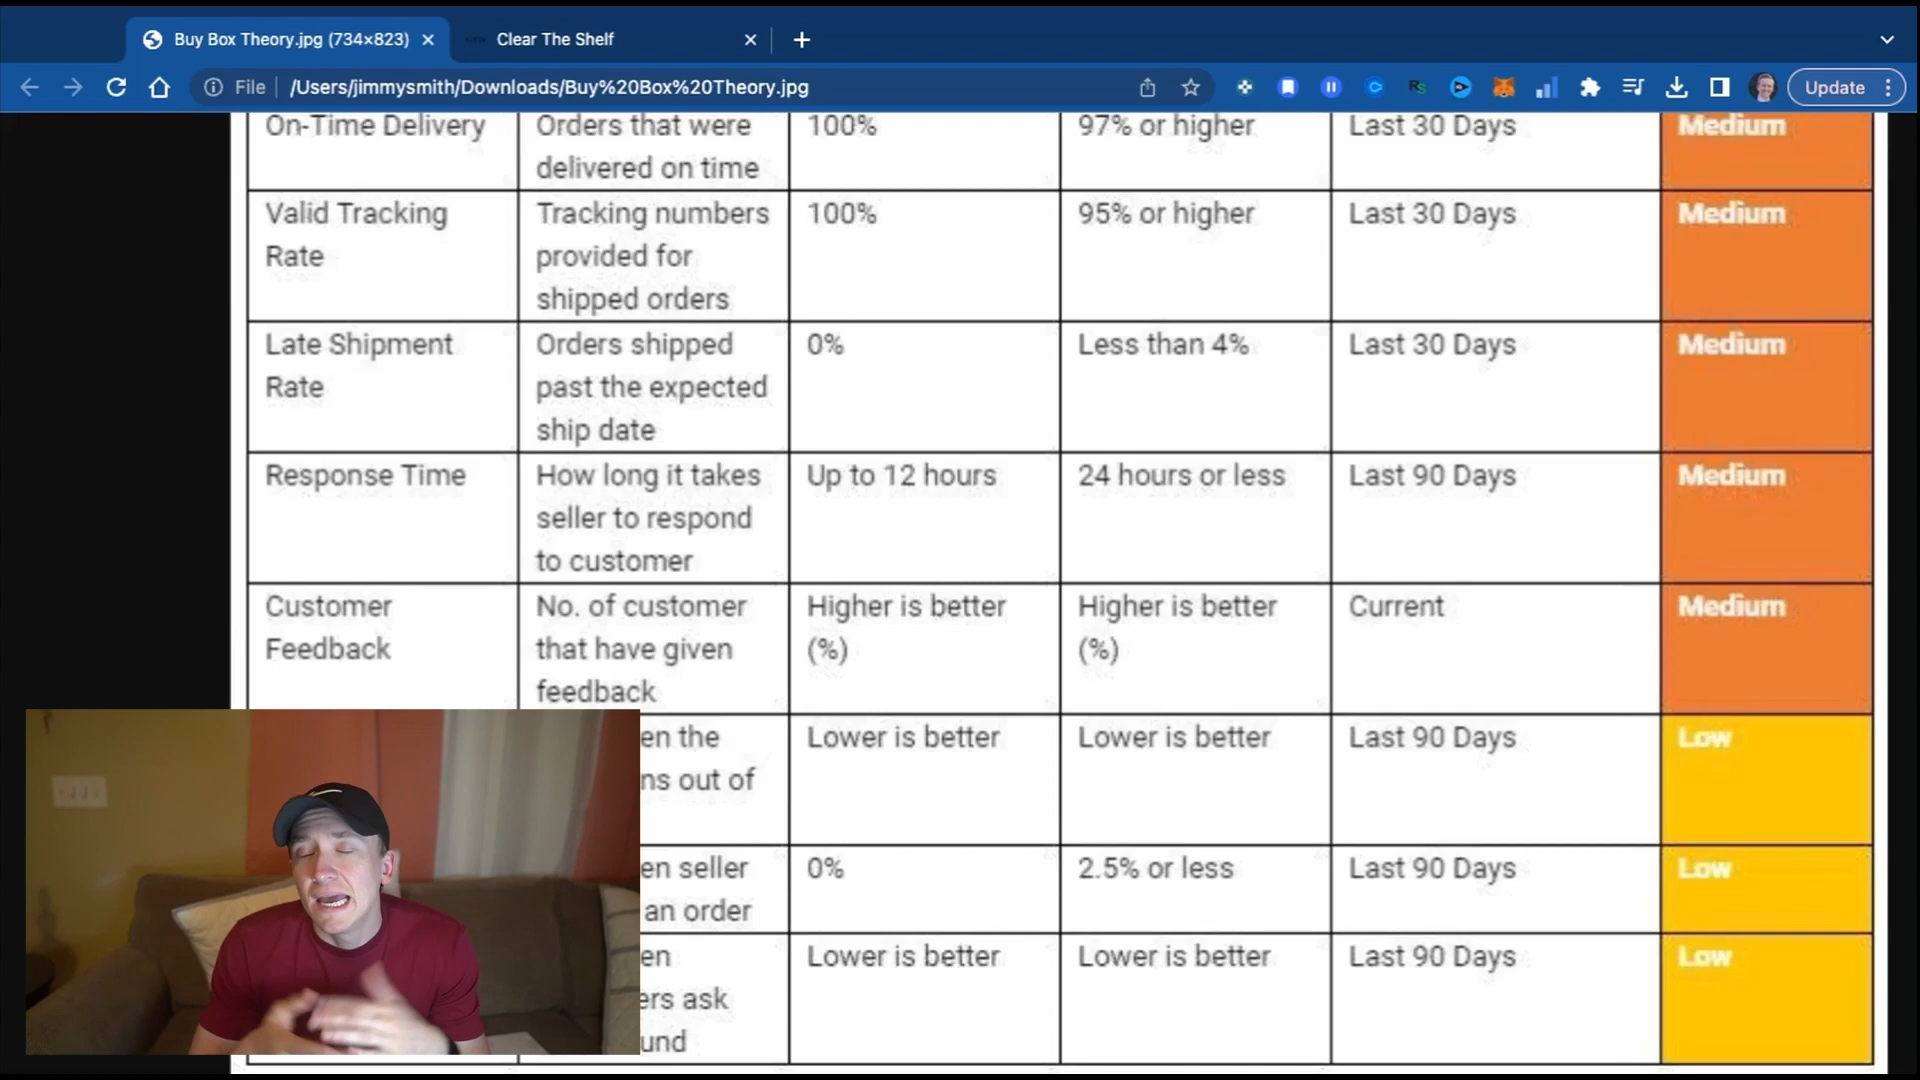 Buy Box Theory.jpg (734×823)
Clear The Shelf
File
/Users/jimmysmith/Downloads/Buy%20Box%20Theory.jpg
Update
On-Time Delivery
Orders that were
delivered on time
100%
97% or higher
Last 30 Days
Medium
Valid Tracking
Rate
Tracking numbers
provided for
shipped orders
100%
95% or higher
Last 30 Days
Medium
Late Shipment
Rate
Orders shipped
past the expected
ship date
0%
Less than 4%
Last 30 Days
Medium
Response Time
How long it takes
seller to respond
to customer
Up to 12 hours
24 hours or less
Last 90 Days
Medium
Customer
Feedback
No. of customer
that have given
feedback
Higher is better
(%)
Higher is better
(%)
Current
Medium
en the
ns out of
Lower is better
Lower is better
Last 90 Days
Low
en seller
an order
0%
2.5% or less
Last 90 Days
Low
en
ers ask
und
Lower is better
Lower is better
Last 90 Days
Low